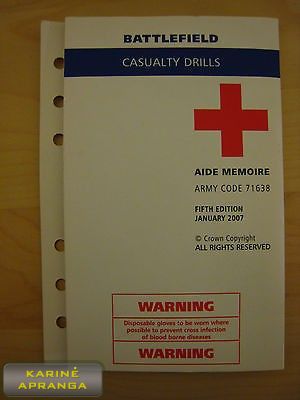 BATTLEFIELD
CASUALTY DRILLS
AIDE MEMOIRE
ARMY CODE 71638
FIFTH EDITION
JANUARY 2007
© Crown Copyright
ALL RIGHTS RESERVED
WARNING
Disposable gloves to be worn where
possible to prevent cross infection
of blood borne diseases
WARNING
KARINĖ
APRANGA